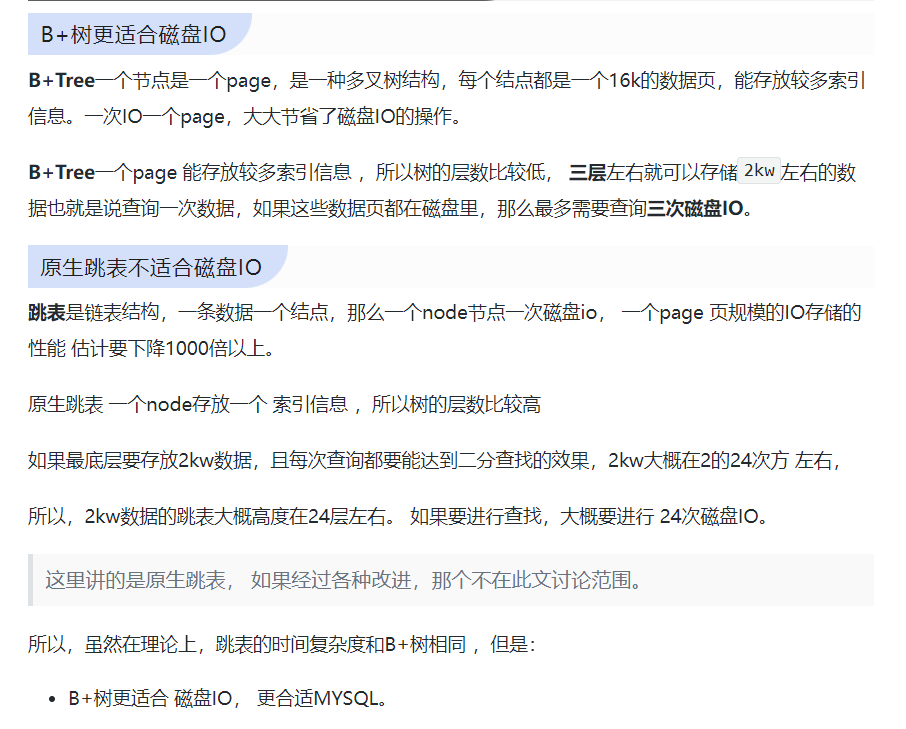 B+树更适合磁盘IO
B+Tree一个节点是一个page，是一种多叉树结构，每个结点都是一个16k的数据页，能存放较多索引
信息。一次IO一个page，大大节省了磁盘IO的操作。
B+Tree一个page 能存放较多索引信息 ，所以树的层数比较低， 三层左右就可以存储 2kw 左右的数
据也就是说查询一次数据，如果这些数据页都在磁盘里，那么最多需要查询三次磁盘IO。
原生跳表不适合磁盘IO
跳表是链表结构，一条数据一个结点，那么一个node节点一次磁盘io， 一个page 页规模的IO存储的
性能 估计要下降1000倍以上。
原生跳表 一个node存放一个 索引信息 ，所以树的层数比较高
如果最底层要存放2kw数据，且每次查询都要能达到二分查找的效果，2kw大概在2的24次方 左右，
所以，2kw数据的跳表大概高度在24层左右。 如果要进行查找，大概要进行 24次磁盘IO。
这里讲的是原生跳表， 如果经过各种改进，那个不在此文讨论范围。
所以，虽然在理论上，跳表的时间复杂度和B+树相同 ，但是：
• B+树更适合 磁盘IO， 更合适MYSQL。